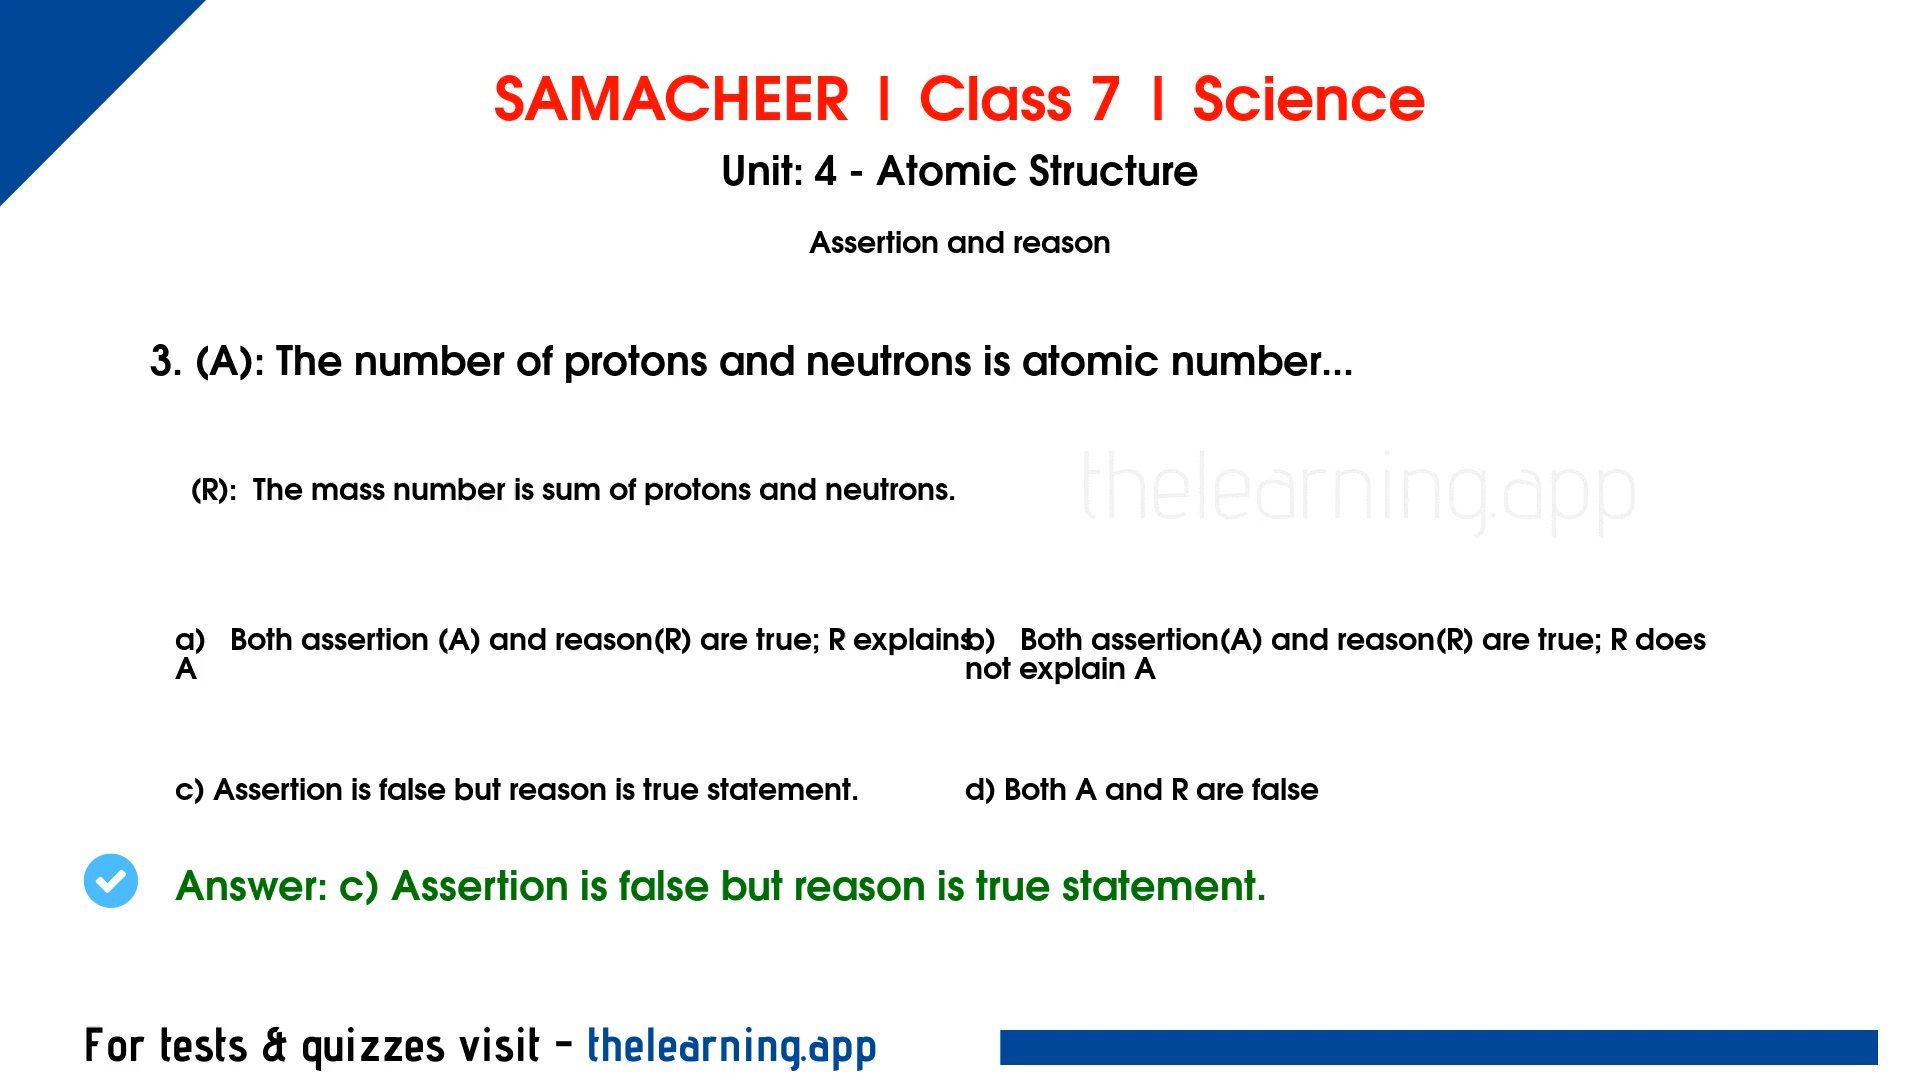 SAMACHEER | Class 7 | Science
Unit: 4 - Atomic Structure
Assertion and reason
3. (A): The number of protons and neutrons is atomic number...
(R): The mass number is sum of protons and neutrons.
thelearning.app
a) Both assertion (A) and reason(R) are true; R explains
A
b) Both assertion(A) and reason(R) are true; R does
not explain A
c) Assertion is false but reason is true statement.
d) Both A and R are false
Answer: c) Assertion is false but reason is true statement.
For tests & quizzes visit - thelearning.app